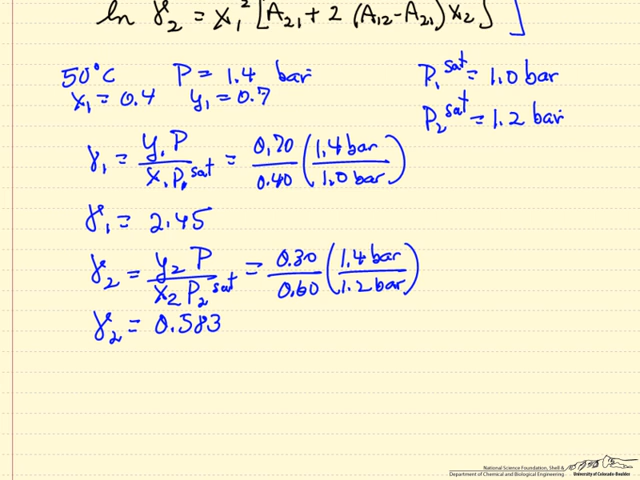 ln γ₂ = x₁² [A₂₁ + 2 (A₁₂ - A₂₁) x₂]
50°C P = 1.4 bar P₁ˢᵃᵗ = 1.0 bar
x₁ = 0.4 y₁ = 0.7 P₂ˢᵃᵗ = 1.2 bar
γ₁ = y₁P / x₁P₁ˢᵃᵗ = 0.70 / 0.40 (1.4 bar / 1.0 bar)
γ₁ = 2.45
γ₂ = y₂P / x₂P₂ˢᵃᵗ = 0.30 / 0.60 (1.4 bar / 1.2 bar)
γ₂ = 0.583
National Science Foundation, Shell &
Department of Chemical and Biological Engineering
University of Colorado Boulder